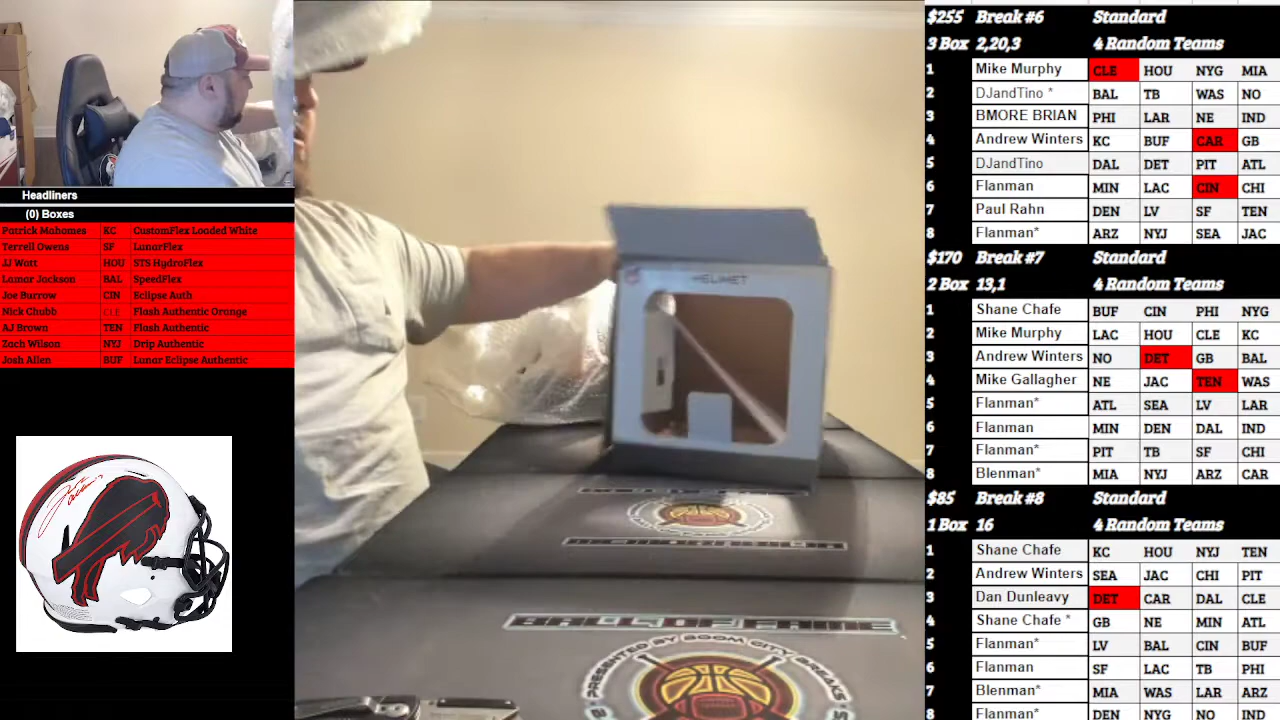 Headliners
(0) Boxes
Patrick Mahomes KC CustomFlex Loaded White
Terrell Owens SF LunarFlex
JJ Watt HOU STS HydroFlex
Lamar Jackson BAL SpeedFlex
Joe Burrow CIN Eclipse Auth
Nick Chubb CLE Flash Authentic Orange
AJ Brown TEN Flash Authentic
Zach Wilson NYJ Drip Authentic
Josh Allen BUF Lunar Eclipse Authentic
HELMET
BALL OF FAME
PRESENTED BY BOOM CITY BREAKS
$255 Break #6 Standard
3 Box 2,20,3 4 Random Teams
1 Mike Murphy CLE HOU NYG MIA
2 DJandTino * BAL TB WAS NO
3 BMORE BRIAN PHI LAR NE IND
4 Andrew Winters KC BUF CAR GB
5 DJandTino DAL DET PIT ATL
6 Flanman MIN LAC CIN CHI
7 Paul Rahn DEN LV SF TEN
8 Flanman* ARZ NYJ SEA JAC
$170 Break #7 Standard
2 Box 13,1 4 Random Teams
1 Shane Chafe BUF CIN PHI NYG
2 Mike Murphy LAC HOU CLE KC
3 Andrew Winters NO DET GB BAL
4 Mike Gallagher NE JAC TEN WAS
5 Flanman* ATL SEA LV LAR
6 Flanman MIN DEN DAL IND
7 Flanman* PIT TB SF CHI
8 Blenman* MIA NYJ ARZ CAR
$85 Break #8 Standard
1 Box 16 4 Random Teams
1 Shane Chafe KC HOU NYJ TEN
2 Andrew Winters SEA JAC CHI PIT
3 Dan Dunleavy DET CAR DAL CLE
4 Shane Chafe * GB NE MIN ATL
5 Flanman* LV BAL CIN BUF
6 Flanman SF LAC TB PHI
7 Blenman* MIA WAS LAR ARZ
8 Flanman* DEN NYG NO IND